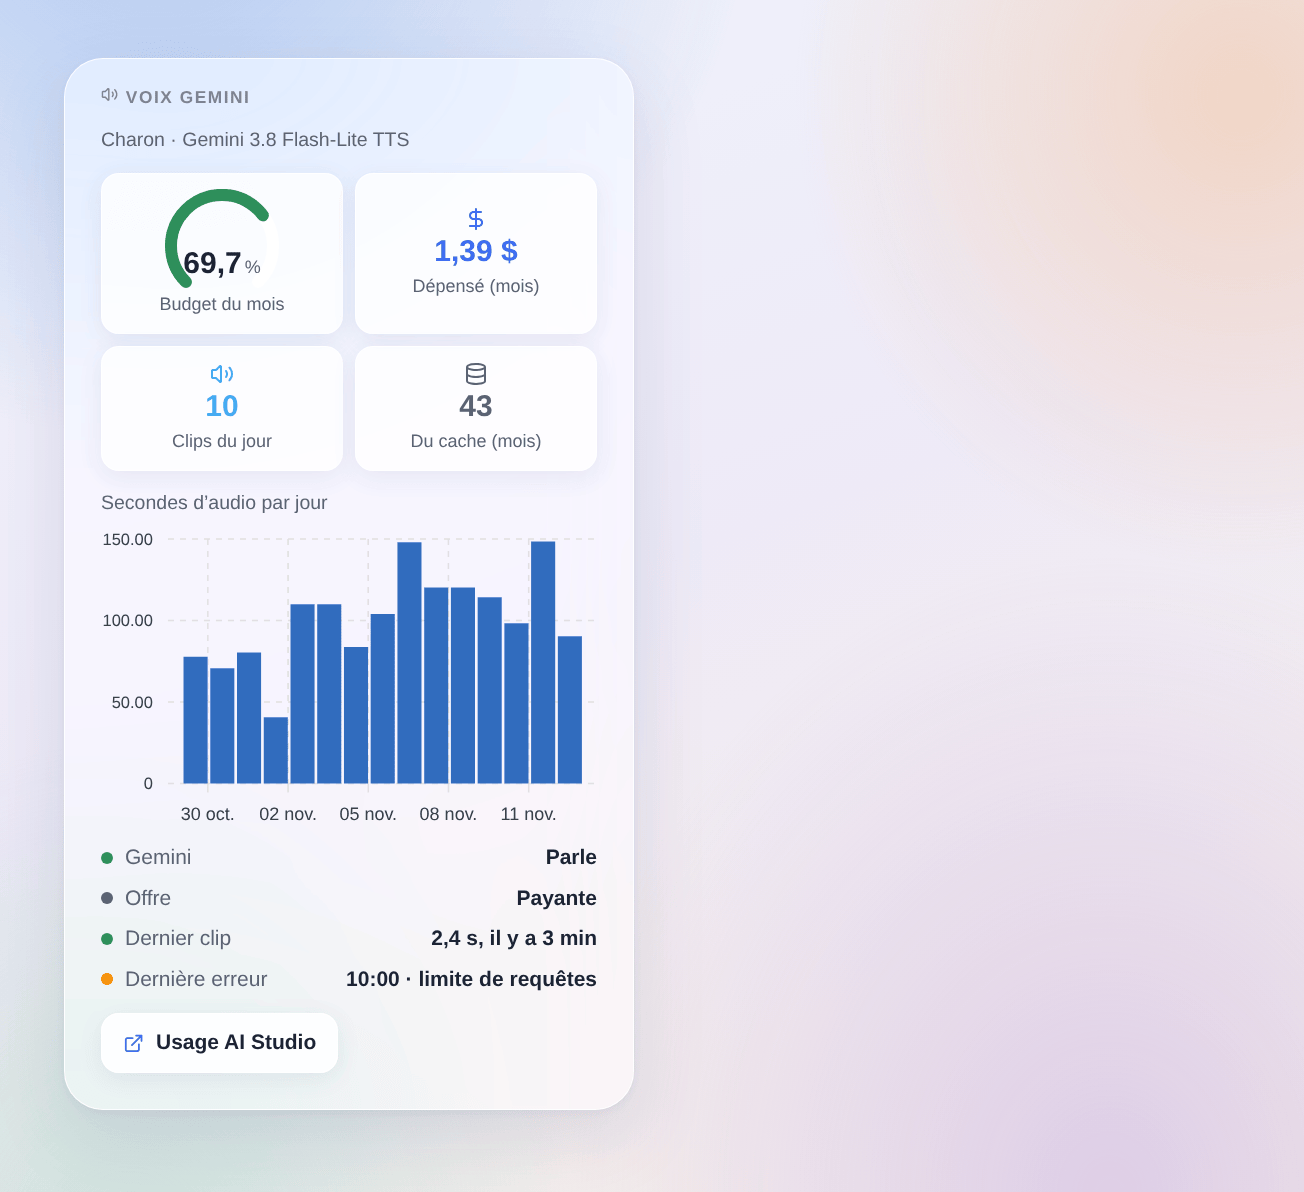 VOIX GEMINI
Charon · Gemini 3.8 Flash-Lite TTS
69,7 %
Budget du mois
1,39 $
Dépensé (mois)
10
Clips du jour
43
Du cache (mois)
Secondes d’audio par jour
150.00
100.00
50.00
0
30 oct. 02 nov. 05 nov. 08 nov. 11 nov.
Gemini Parle
Offre Payante
Dernier clip 2,4 s, il y a 3 min
Dernière erreur 10:00 · limite de requêtes
Usage AI Studio